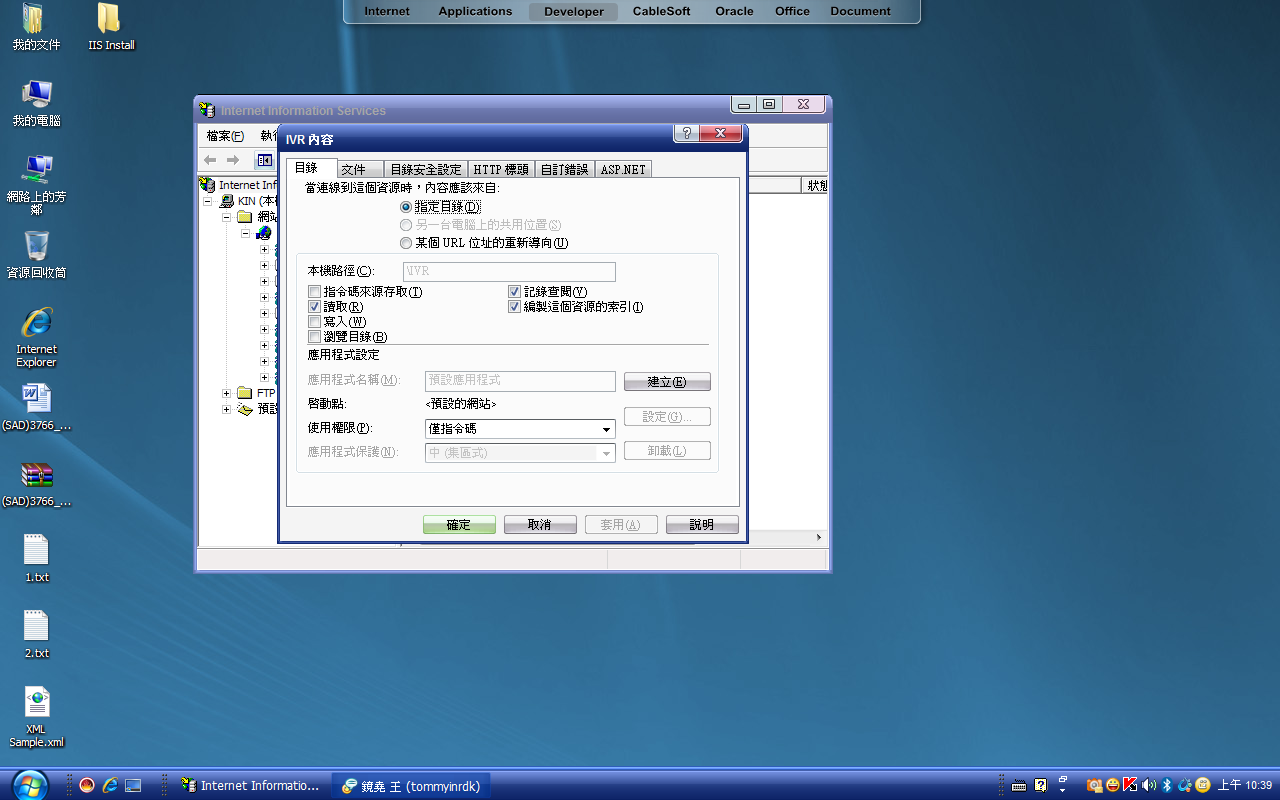 Internet Applications Developer CableSoft Oracle Office Document
我的文件
IIS Install
我的電腦
網路上的芳鄰
資源回收筒
Internet Explorer
(SAD)3766_...
(SAD)3766_...
1.txt
2.txt
XML Sample.xml
Internet Information Services
檔案(F)
Internet Inf
KIN (本
網站
FTP
預設
狀態
IVR 內容
目錄 文件 目錄安全設定 HTTP 標頭 自訂錯誤 ASP.NET
當連線到這個資源時，內容應該來自:
指定目錄(D)
另一台電腦上的共用位置(S)
某個 URL 位址的重新導向(U)
本機路徑(C): \IVR
指令碼來源存取(T) 記錄查閱(V)
讀取(R) 編製這個資源的索引(I)
寫入(W)
瀏覽目錄(B)
應用程式設定
應用程式名稱(M): 預設應用程式 建立(E)
啓動點: <預設的網站> 設定(G)...
使用權限(P): 僅指令碼
應用程式保護(N): 中 (集區式) 卸載(L)
確定 取消 套用(A) 說明
Internet Informatio... 鏡堯 王 (tommyinrdk) 上午 10:39